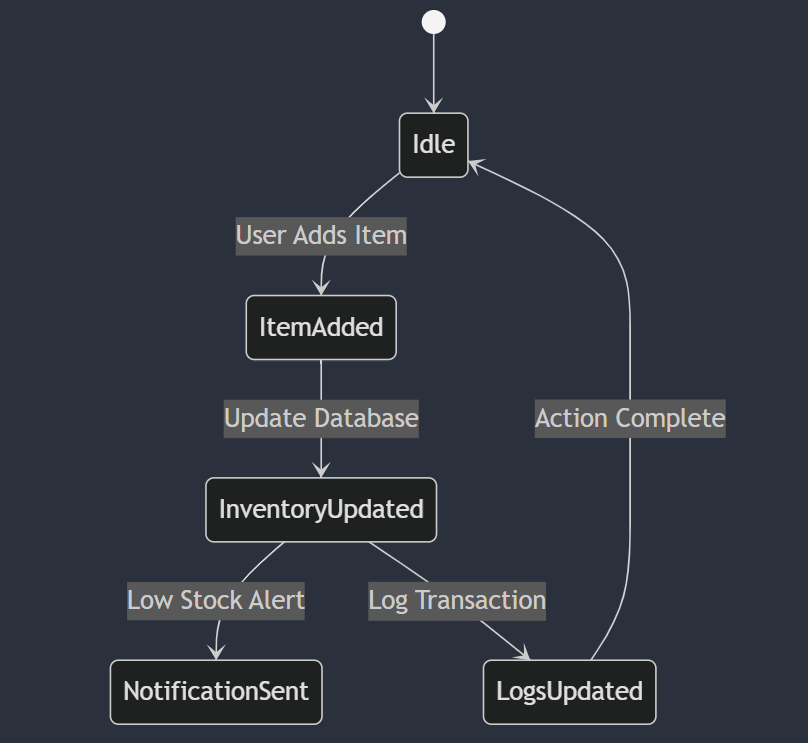 Idle
User Adds Item
ItemAdded
Update Database
Action Complete
InventoryUpdated
Low Stock Alert
Log Transaction
NotificationSent
LogsUpdated